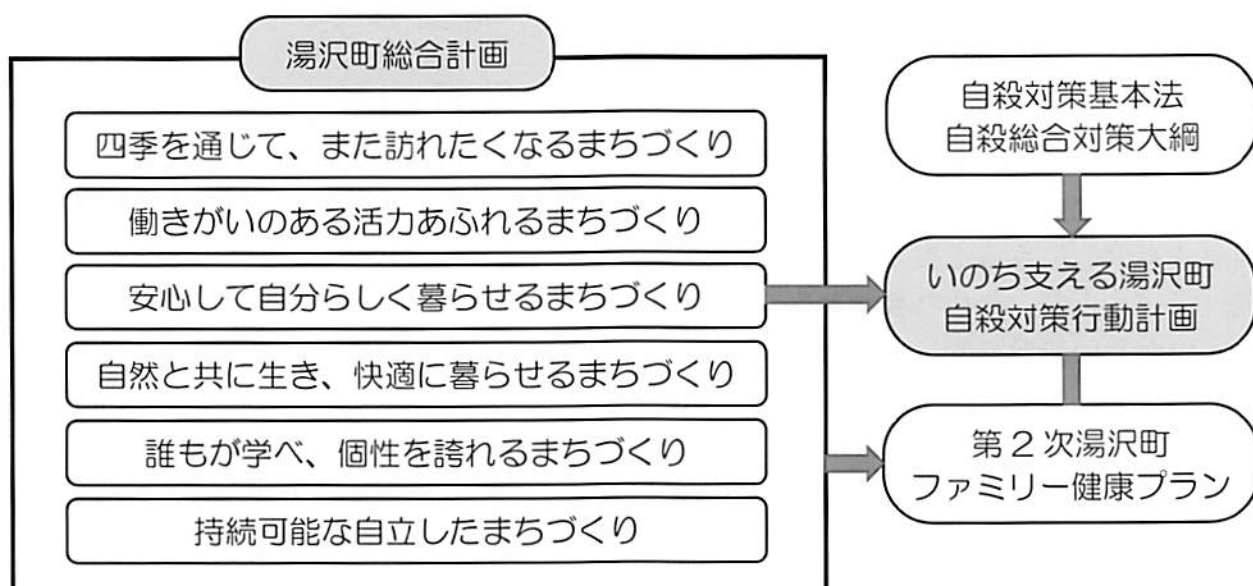 湯沢町総合計画
四季を通じて、また訪れたくなるまちづくり
働きがいのある活力あふれるまちづくり
安心して自分らしく暮らせるまちづくり
自然と共に生き、快適に暮らせるまちづくり
誰もが学べ、個性を誇れるまちづくり
持続可能な自立したまちづくり
自殺対策基本法
自殺総合対策大綱
いのち支える湯沢町
自殺対策行動計画
第2次湯沢町
ファミリー健康プラン